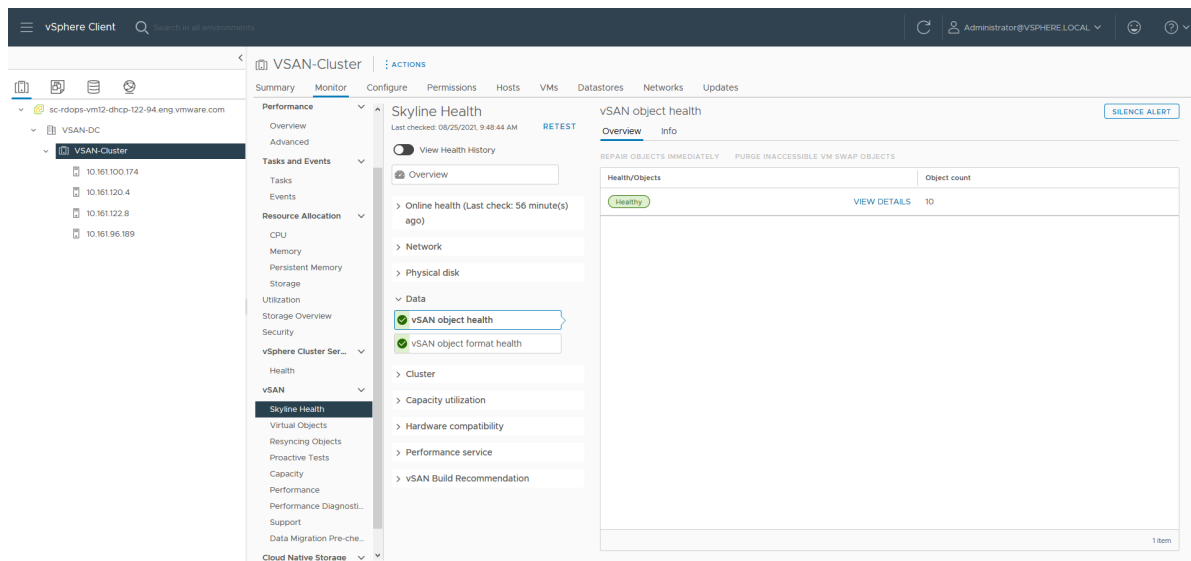 vSphere Client
Search in all environments
Administrator@VSPHERE.LOCAL
sc-rdops-vm12-dhcp-122-94.eng.vmware.com
VSAN-DC
VSAN-Cluster
10.161.100.174
10.161.120.4
10.161.122.8
10.161.96.189
VSAN-Cluster
ACTIONS
Summary Monitor Configure Permissions Hosts VMs Datastores Networks Updates
Performance
Overview
Advanced
Tasks and Events
Tasks
Events
Resource Allocation
CPU
Memory
Persistent Memory
Storage
Utilization
Storage Overview
Security
vSphere Cluster Ser...
Health
vSAN
Skyline Health
Virtual Objects
Resyncing Objects
Proactive Tests
Capacity
Performance
Performance Diagnosti...
Support
Data Migration Pre-che...
Cloud Native Storage
Skyline Health
Last checked: 08/25/2021, 9:48:44 AM RETEST
View Health History
Overview
Online health (Last check: 56 minute(s)
ago)
Network
Physical disk
Data
vSAN object health
vSAN object format health
Cluster
Capacity utilization
Hardware compatibility
Performance service
vSAN Build Recommendation
vSAN object health
SILENCE ALERT
Overview Info
REPAIR OBJECTS IMMEDIATELY PURGE INACCESSIBLE VM SWAP OBJECTS
Health/Objects Object count
Healthy VIEW DETAILS 10
1 item